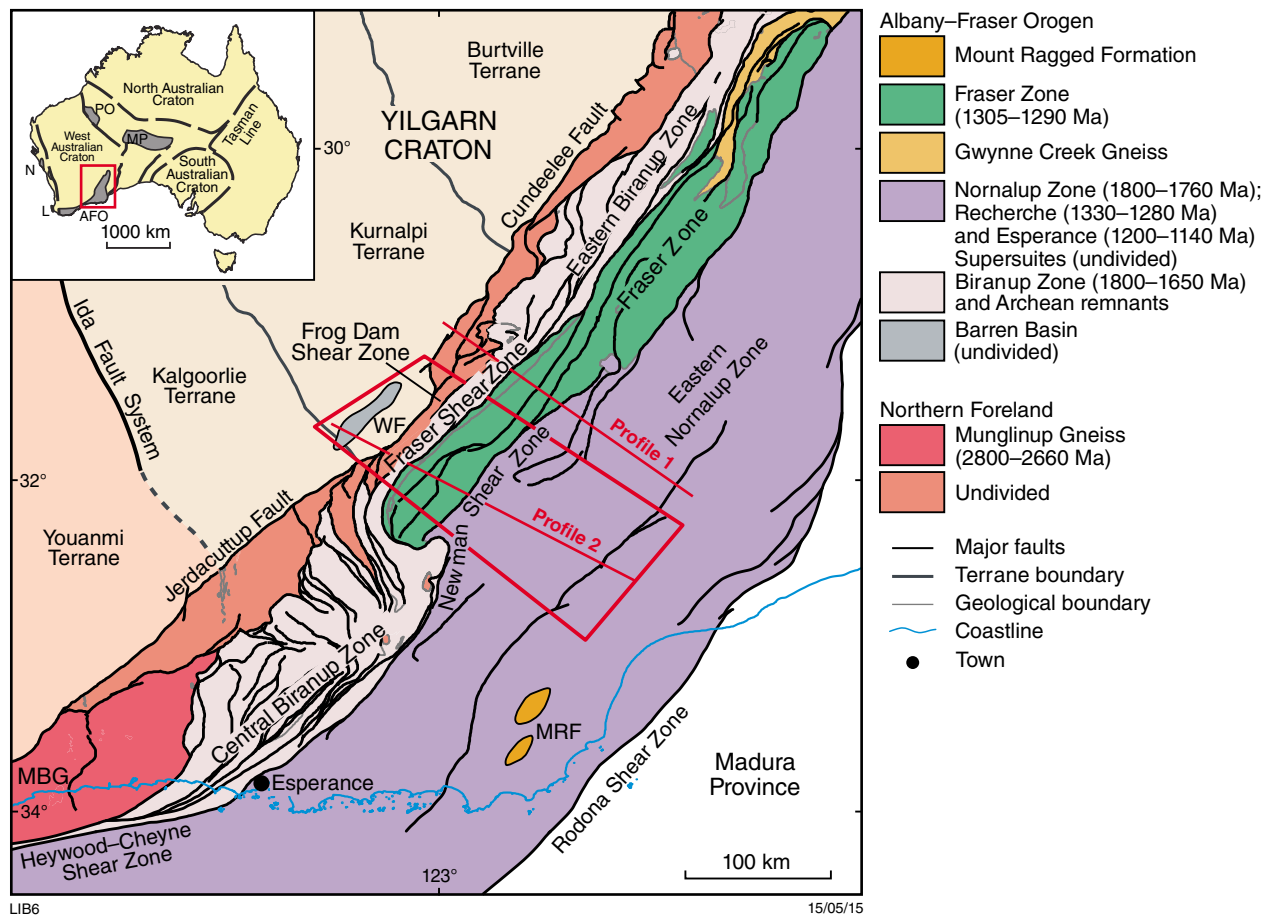 North Australian
Craton
PO
West
Australian
Craton
MP
Tasman
Line
N
South
Australian
Craton
L
AFO
1000 km
Burtville
Terrane
YILGARN
CRATON
30°
Cundeelee Fault
Eastern Biranup Zone
Kurnalpi
Terrane
Fraser Zone
Ida Fault System
Frog Dam
Shear Zone
Kalgoorlie
Terrane
WF
Fraser Shear Zone
Eastern
Nornalup Zone
Profile 1
32°
Newman Shear Zone
Profile 2
Youanmi
Terrane
Jerdacuttup Fault
Central Biranup Zone
MRF
MBG
Esperance
Rodona Shear Zone
Madura
Province
34°
Heywood–Cheyne
Shear Zone
123°
100 km
LIB6
15/05/15
Albany–Fraser Orogen
Mount Ragged Formation
Fraser Zone
(1305–1290 Ma)
Gwynne Creek Gneiss
Nornalup Zone (1800–1760 Ma);
Recherche (1330–1280 Ma)
and Esperance (1200–1140 Ma)
Supersuites (undivided)
Biranup Zone (1800–1650 Ma)
and Archean remnants
Barren Basin
(undivided)
Northern Foreland
Munglinup Gneiss
(2800–2660 Ma)
Undivided
Major faults
Terrane boundary
Geological boundary
Coastline
Town